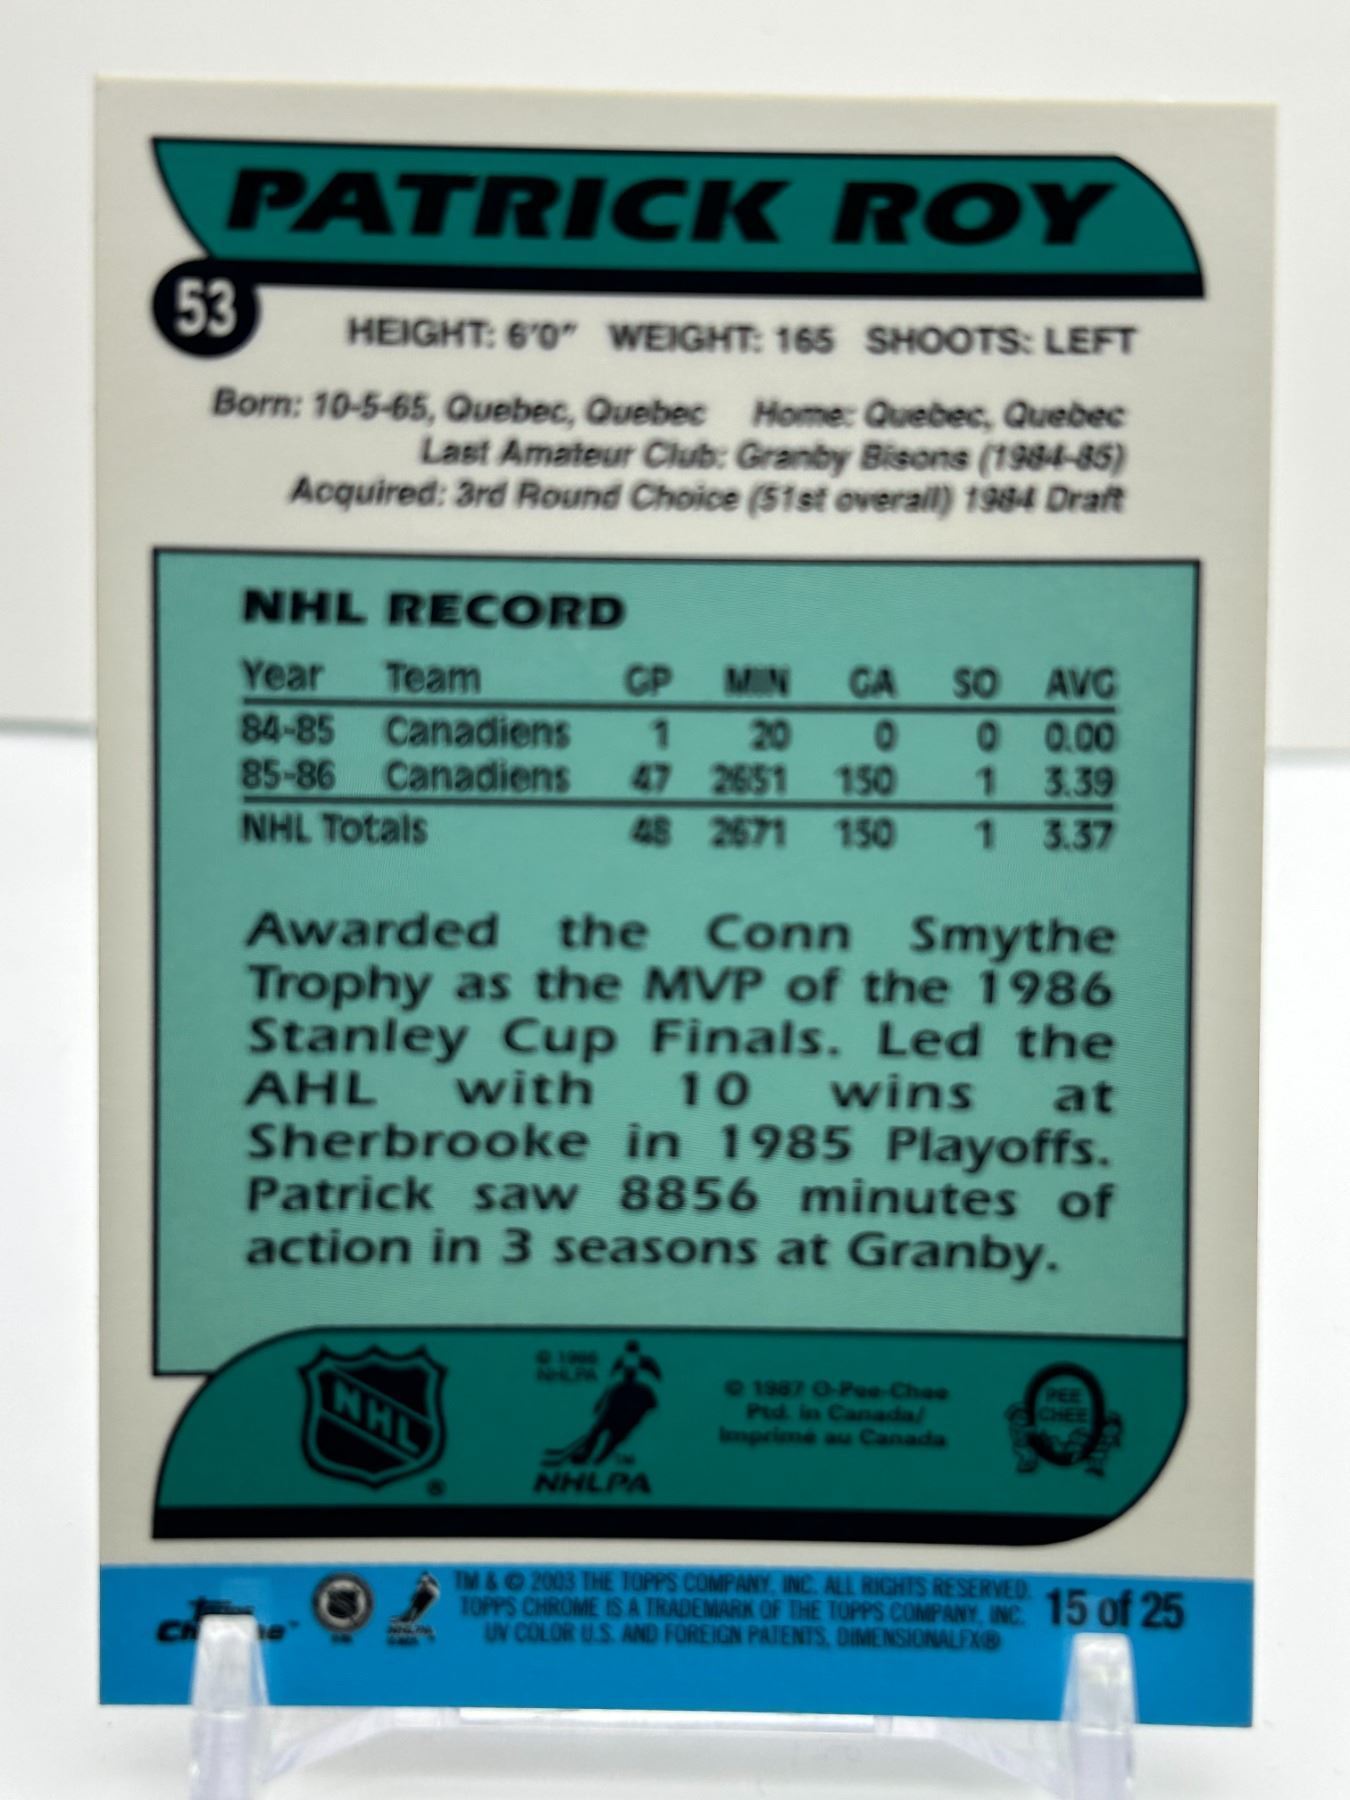 PATRICK ROY
53
HEIGHT: 6'0" WEIGHT: 165 SHOOTS: LEFT
Born: 10-5-65, Quebec, Quebec Home: Quebec, Quebec
Last Amateur Club: Granby Bisons (1984-85)
Acquired: 3rd Round Choice (51st overall) 1984 Draft
NHL RECORD
Year Team GP MIN GA SO AVG
84-85 Canadiens 1 20 0 0 0.00
85-86 Canadiens 47 2651 150 1 3.39
NHL Totals 48 2671 150 1 3.37
Awarded the Conn Smythe
Trophy as the MVP of the 1986
Stanley Cup Finals. Led the
AHL with 10 wins at
Sherbrooke in 1985 Playoffs.
Patrick saw 8856 minutes of
action in 3 seasons at Granby.
NHL
®
© 1986
NHLPA
NHLPA
™
© 1987 O-Pee-Chee
Ptd. in Canada/
Imprimé au Canada
PEE
CHEE
Topps
Chrome™
TM & © 2003 THE TOPPS COMPANY, INC. ALL RIGHTS RESERVED.
TOPPS CHROME IS A TRADEMARK OF THE TOPPS COMPANY, INC.
UV COLOR U.S. AND FOREIGN PATENTS, DIMENSIONALFX®
15 of 25